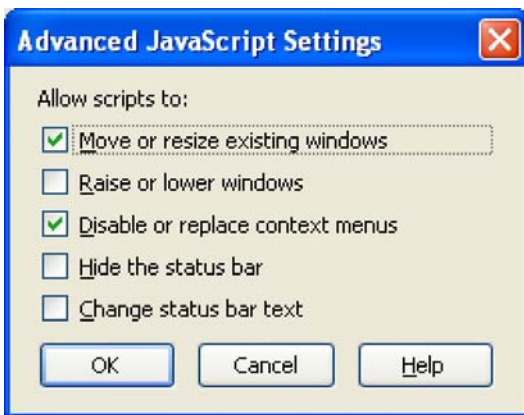 Advanced JavaScript Settings
Allow scripts to:
Move or resize existing windows
Raise or lower windows
Disable or replace context menus
Hide the status bar
Change status bar text
OK Cancel Help